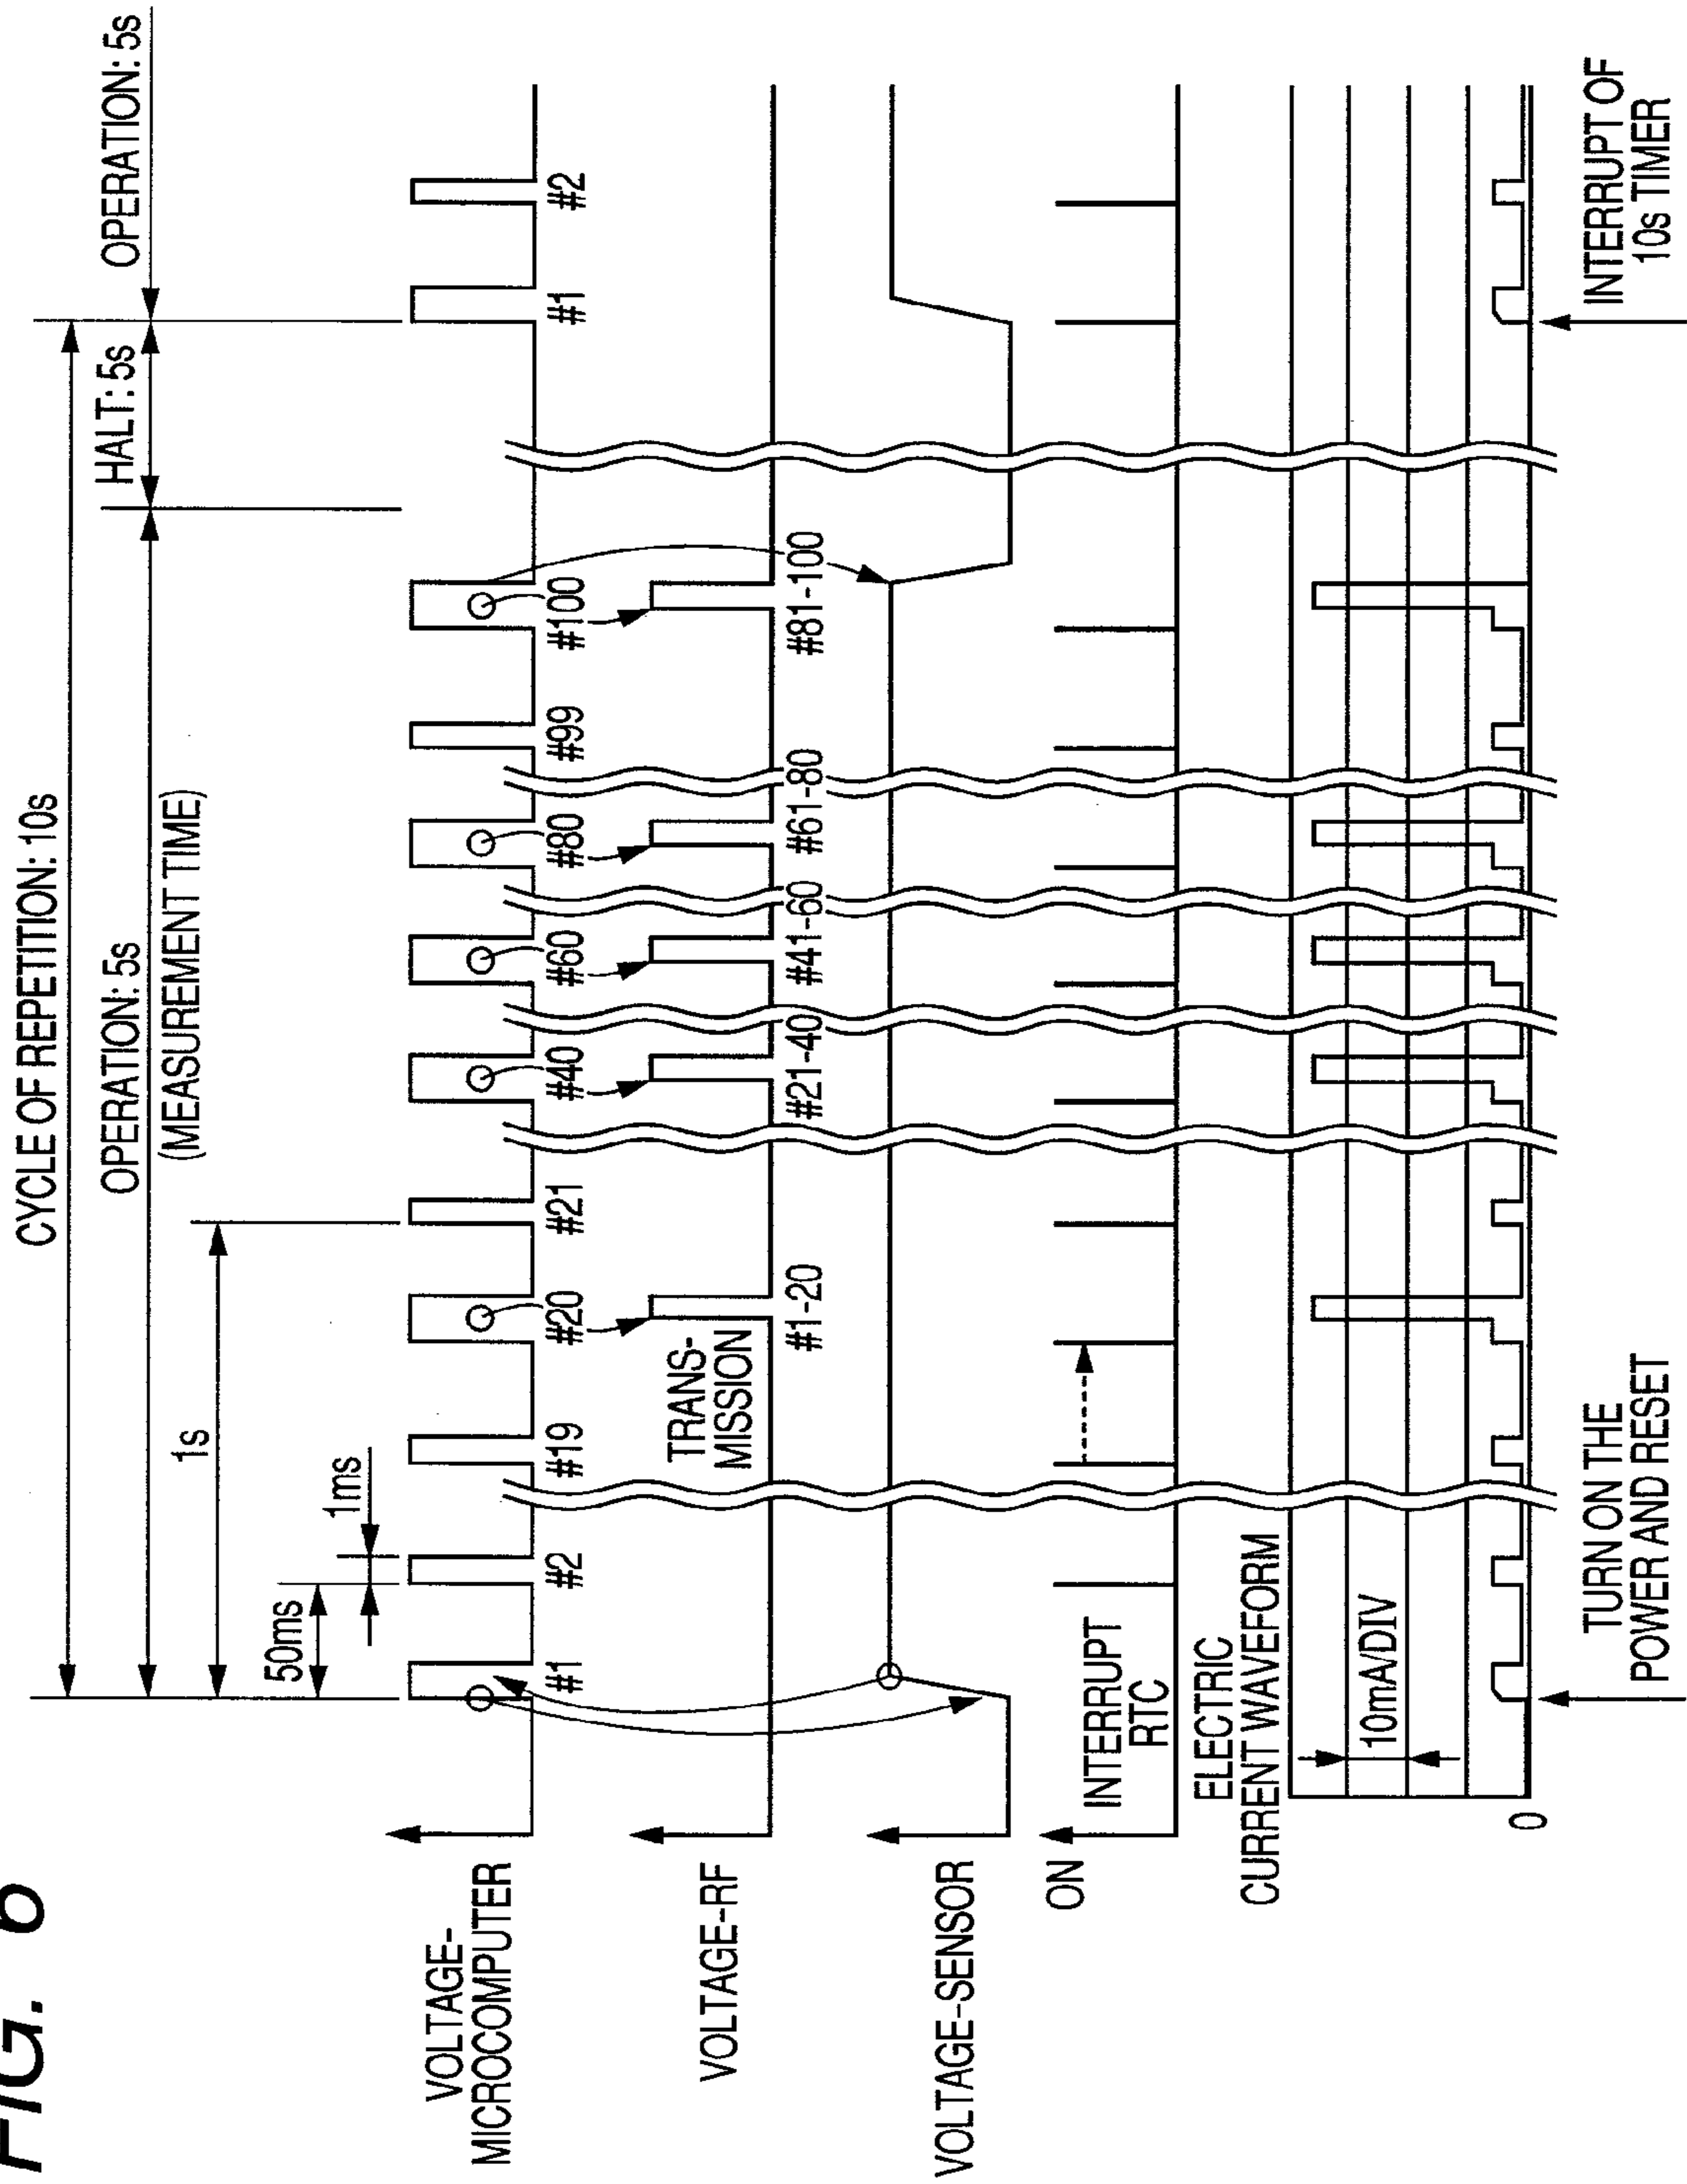 FIG. 6
CYCLE OF REPETITION: 10s
OPERATION: 5s
(MEASUREMENT TIME)
HALT: 5s
OPERATION: 5s
1s
50ms
1ms
VOLTAGE-
MICROCOMPUTER
#1
#2
#19
#20
#21
#40
#60
#80
#99
#100
#1
#2
VOLTAGE-RF
TRANS-
MISSION
#1-20
#21-40
#41-60
#61-80
#81-100
VOLTAGE-SENSOR
ON
INTERRUPT
RTC
ELECTRIC
CURRENT WAVEFORM
10mA/DIV
0
TURN ON THE
POWER AND RESET
INTERRUPT OF
10s TIMER